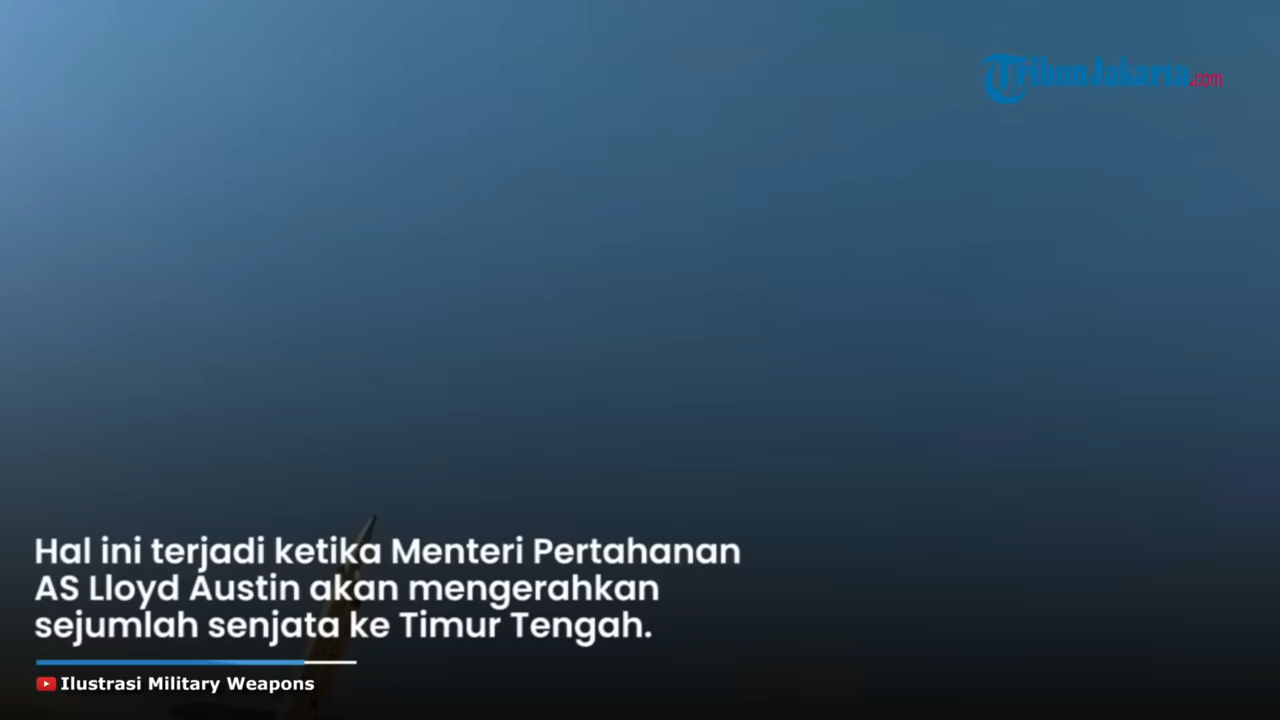 TribunJakarta.com
Hal ini terjadi ketika Menteri Pertahanan
AS Lloyd Austin akan mengerahkan
sejumlah senjata ke Timur Tengah.
Ilustrasi Military Weapons